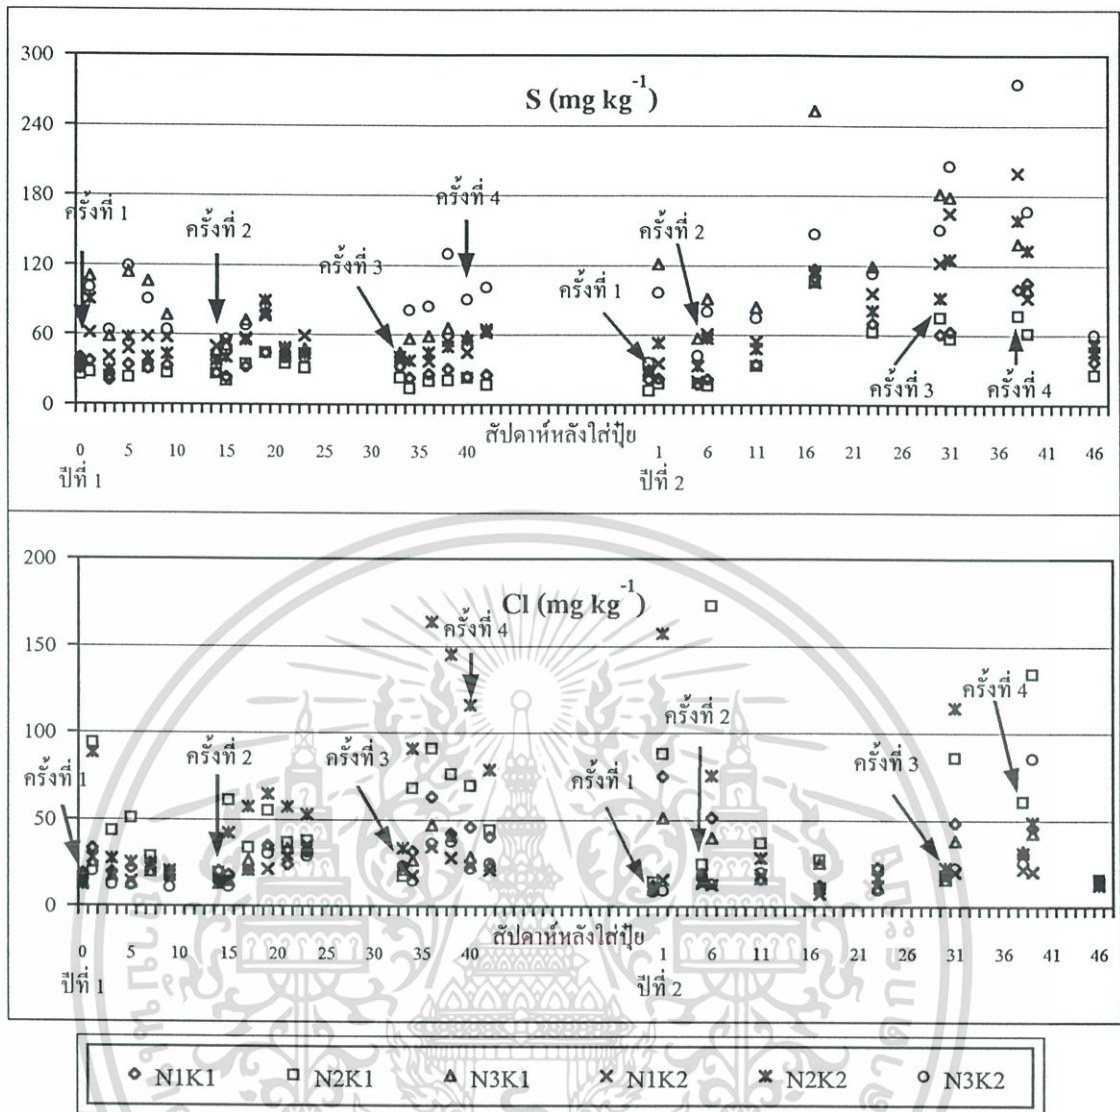 S (mg kg-1)
300
240
180
120
60
0
ครั้งที่ 1
ครั้งที่ 2
ครั้งที่ 3
ครั้งที่ 4
ครั้งที่ 1
ครั้งที่ 2
ครั้งที่ 3
ครั้งที่ 4
สัปดาห์หลังใส่ปุ๋ย
0 5 10 15 20 25 30 35 40 1 6 11 16 21 26 31 36 41 46
ปีที่ 1 ปีที่ 2
Cl (mg kg-1)
200
150
100
50
0
ครั้งที่ 1
ครั้งที่ 2
ครั้งที่ 3
ครั้งที่ 4
ครั้งที่ 1
ครั้งที่ 2
ครั้งที่ 3
ครั้งที่ 4
สัปดาห์หลังใส่ปุ๋ย
0 5 10 15 20 25 30 35 40 1 6 11 16 21 26 31 36 41 46
ปีที่ 1 ปีที่ 2
N1K1 N2K1 N3K1 N1K2 N2K2 N3K2